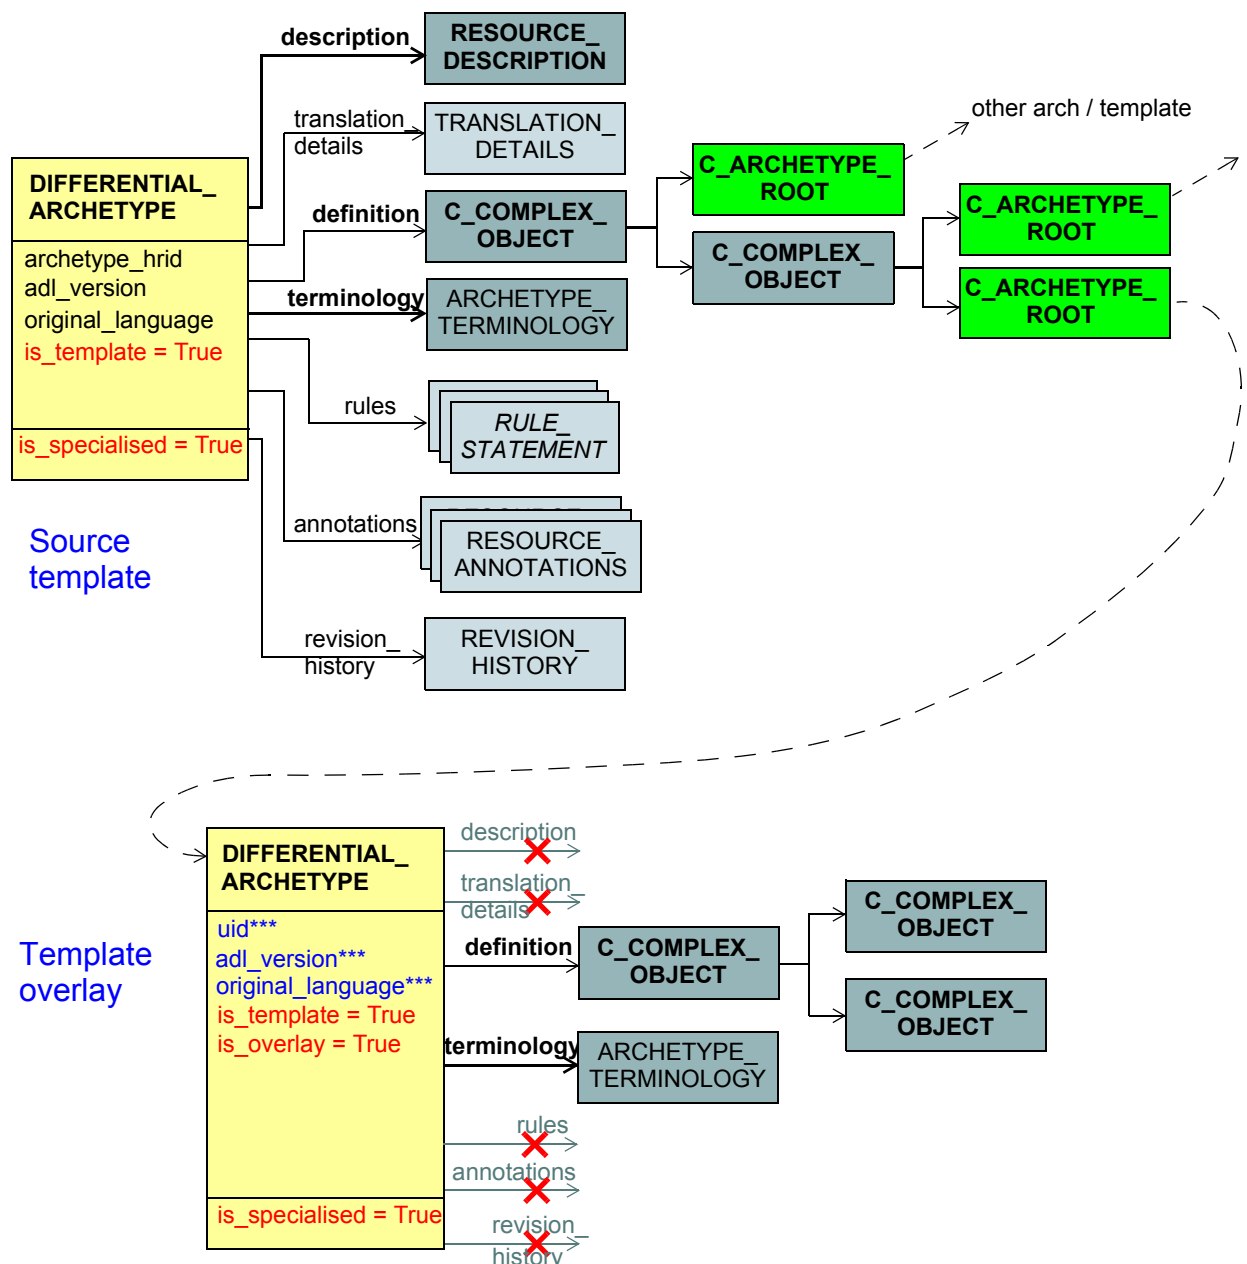 description
RESOURCE_
DESCRIPTION
translation_
details
TRANSLATION_
DETAILS
other arch / template
DIFFERENTIAL_
ARCHETYPE
definition
C_COMPLEX_
OBJECT
C_ARCHETYPE_
ROOT
C_COMPLEX_
OBJECT
C_ARCHETYPE_
ROOT
C_ARCHETYPE_
ROOT
archetype_hrid
adl_version
original_language
is_template = True
is_specialised = True
terminology
ARCHETYPE_
TERMINOLOGY
rules
RULE_
STATEMENT
annotations
RESOURCE_
ANNOTATIONS
revision_
history
REVISION_
HISTORY
Source
template
Template
overlay
DIFFERENTIAL_
ARCHETYPE
uid***
adl_version***
original_language***
is_template = True
is_overlay = True
is_specialised = True
description
translation_
details
definition
C_COMPLEX_
OBJECT
C_COMPLEX_
OBJECT
C_COMPLEX_
OBJECT
terminology
ARCHETYPE_
TERMINOLOGY
rules
annotations
revision_
history